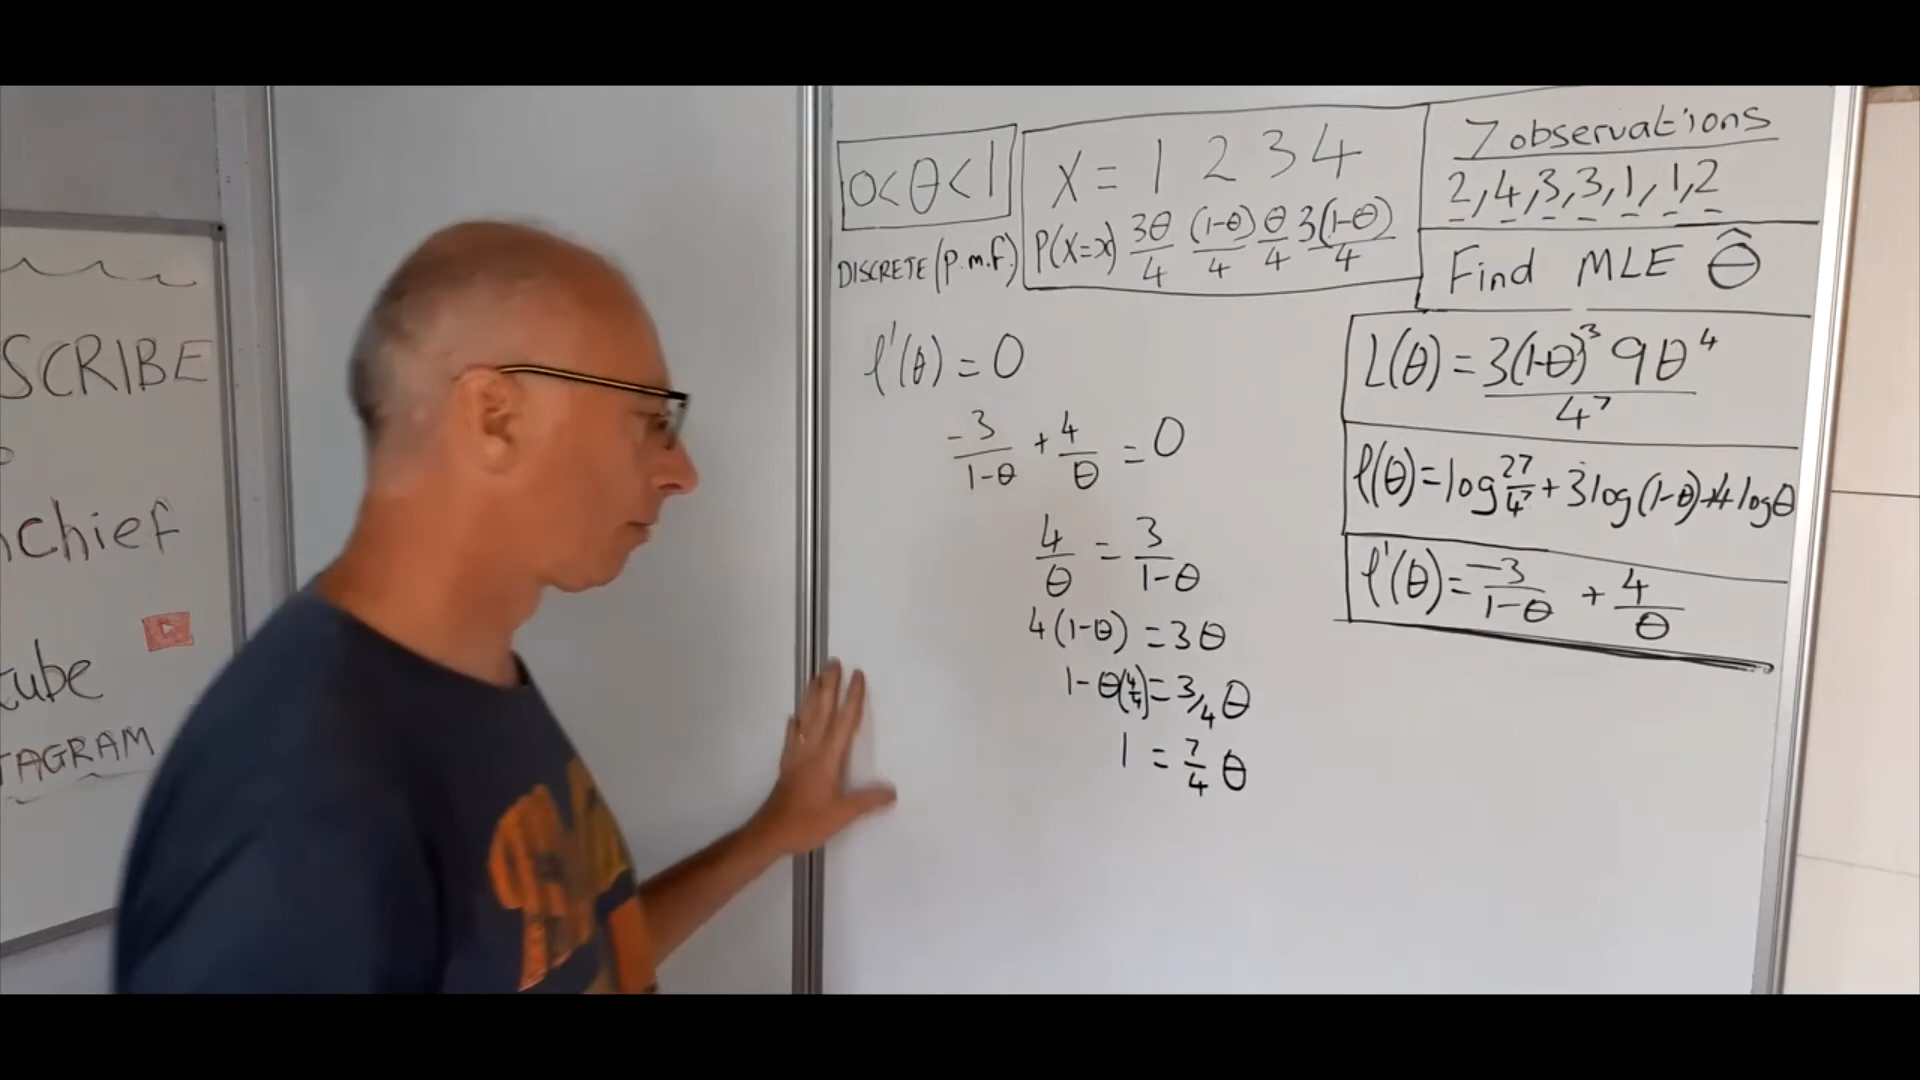 SCRIBE
chief
tube
TAGRAM
0<θ<1
DISCRETE (p.m.f.)
X = 1 2 3 4
P(X=x) 3θ/4 (1-θ)/4 θ/4 3(1-θ)/4
7 observations
2,4,3,3,1,1,2
Find MLE θ̂
L(θ) = 3(1-θ)³ 9θ⁴ / 4⁷
ℓ(θ) = log 27/4⁷ + 3log(1-θ) + 4logθ
ℓ'(θ) = -3/(1-θ) + 4/θ
ℓ'(θ) = 0
-3/(1-θ) + 4/θ = 0
4/θ = 3/(1-θ)
4(1-θ) = 3θ
1-θ(4/4) = 3/4 θ
1 = 7/4 θ